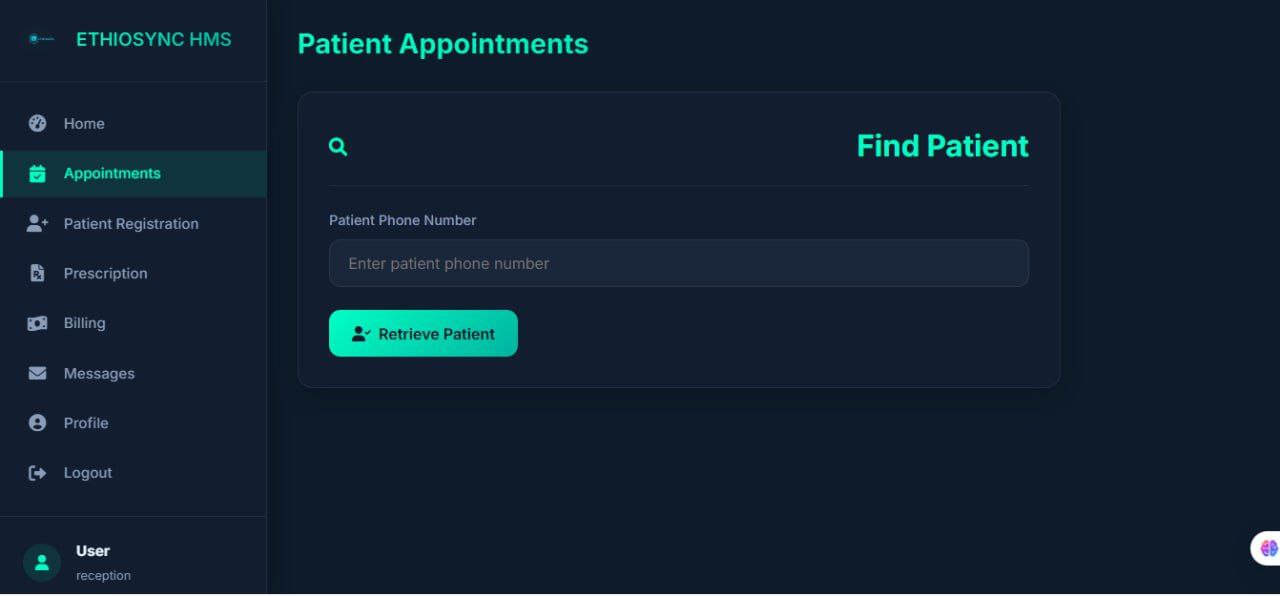 ETHIOSYNC HMS
Home
Appointments
Patient Registration
Prescription
Billing
Messages
Profile
Logout
User
reception
Patient Appointments
Find Patient
Patient Phone Number
Enter patient phone number
Retrieve Patient